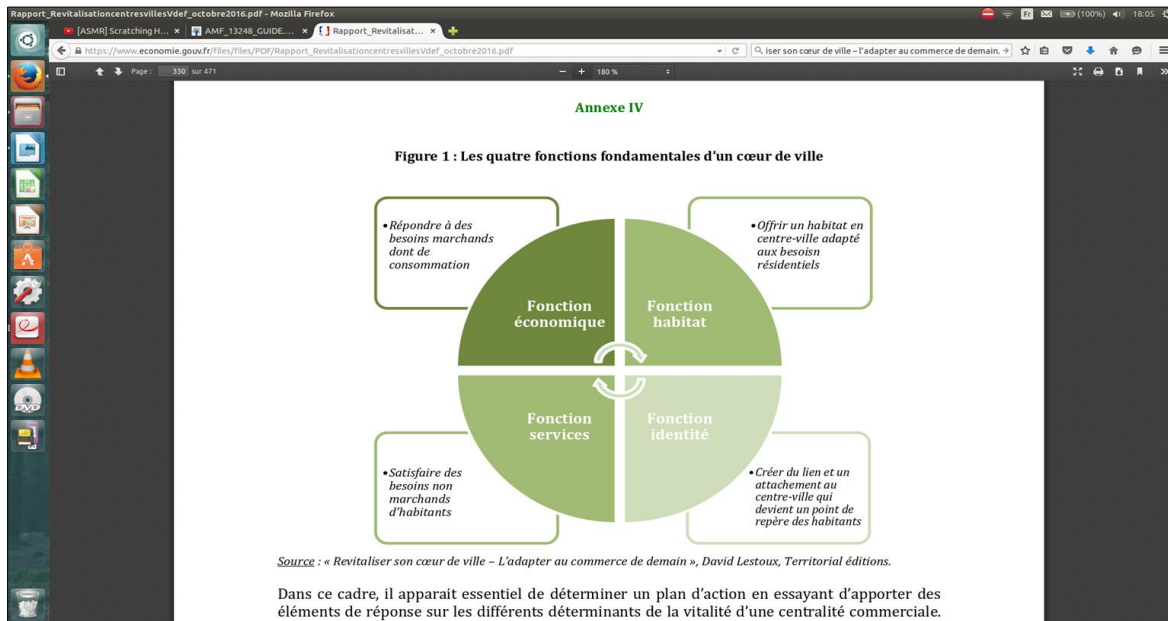 Rapport_RevitalisationcentresvillesVdef_octobre2016.pdf - Mozilla Firefox
Fr (100%) 18:05
[ASMR] Scratching H... × AMF_13248_GUIDE.... × Rapport_Revitalisat... ×
https://www.economie.gouv.fr/files/files/PDF/Rapport_RevitalisationcentresvillesVdef_octobre2016.pdf
iser son cœur de ville – l'adapter au commerce de demain.
Page : 330 sur 471
180 %
Annexe IV
Figure 1 : Les quatre fonctions fondamentales d'un cœur de ville
•Répondre à des
besoins marchands
dont de
consommation
•Offrir un habitat en
centre-ville adapté
aux besoisn
résidentiels
Fonction
économique
Fonction
habitat
Fonction
services
Fonction
identité
•Satisfaire des
besoins non
marchands
d'habitants
•Créer du lien et un
attachement au
centre-ville qui
devient un point de
repère des habitants
Source : « Revitaliser son cœur de ville – L'adapter au commerce de demain », David Lestoux, Territorial éditions.
Dans ce cadre, il apparait essentiel de déterminer un plan d'action en essayant d'apporter des
éléments de réponse sur les différents déterminants de la vitalité d'une centralité commerciale.
DVD